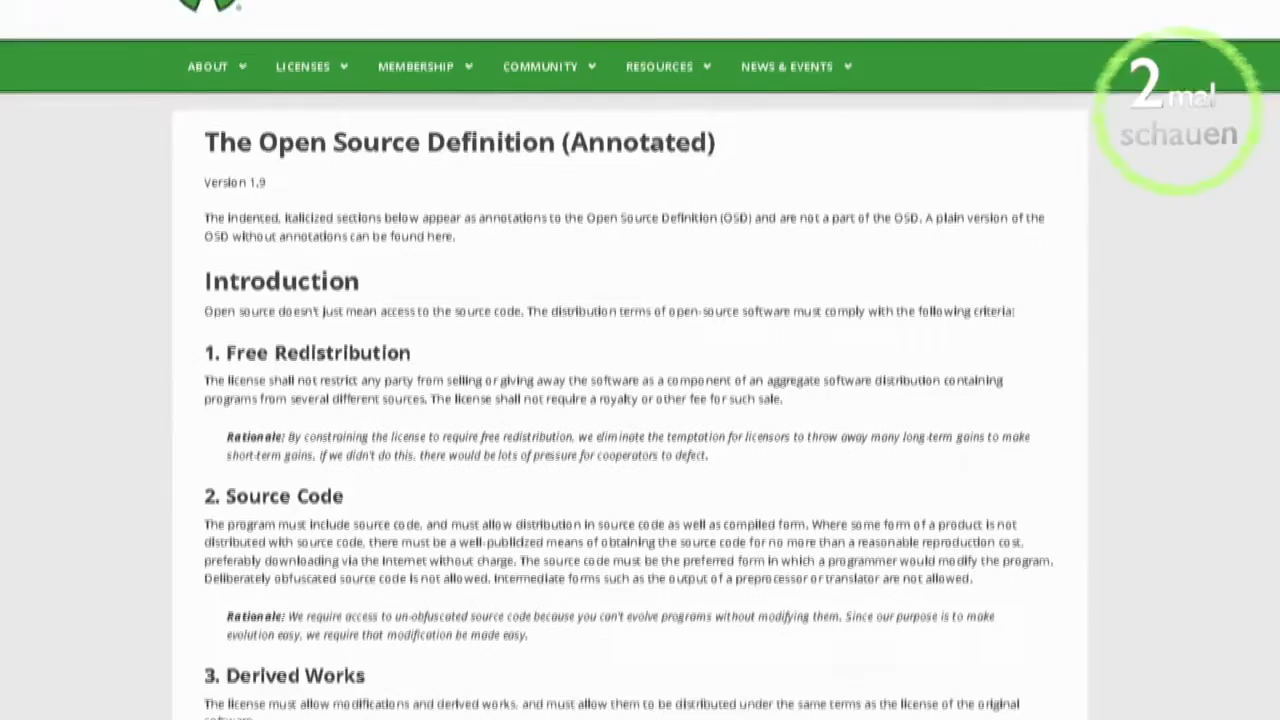 ABOUT LICENSES MEMBERSHIP COMMUNITY RESOURCES NEWS & EVENTS
2 mal
schauen
The Open Source Definition (Annotated)
Version 1.9
The indented, italicized sections below appear as annotations to the Open Source Definition (OSD) and are not a part of the OSD. A plain version of the
OSD without annotations can be found here.
Introduction
Open source doesn't just mean access to the source code. The distribution terms of open-source software must comply with the following criteria:
1. Free Redistribution
The license shall not restrict any party from selling or giving away the software as a component of an aggregate software distribution containing
programs from several different sources. The license shall not require a royalty or other fee for such sale.
Rationale: By constraining the license to require free redistribution, we eliminate the temptation for licensors to throw away many long-term gains to make
short-term gains. If we didn't do this, there would be lots of pressure for cooperators to defect.
2. Source Code
The program must include source code, and must allow distribution in source code as well as compiled form. Where some form of a product is not
distributed with source code, there must be a well-publicized means of obtaining the source code for no more than a reasonable reproduction cost,
preferably downloading via the Internet without charge. The source code must be the preferred form in which a programmer would modify the program.
Deliberately obfuscated source code is not allowed. Intermediate forms such as the output of a preprocessor or translator are not allowed.
Rationale: We require access to un-obfuscated source code because you can't evolve programs without modifying them. Since our purpose is to make
evolution easy, we require that modification be made easy.
3. Derived Works
The license must allow modifications and derived works, and must allow them to be distributed under the same terms as the license of the original